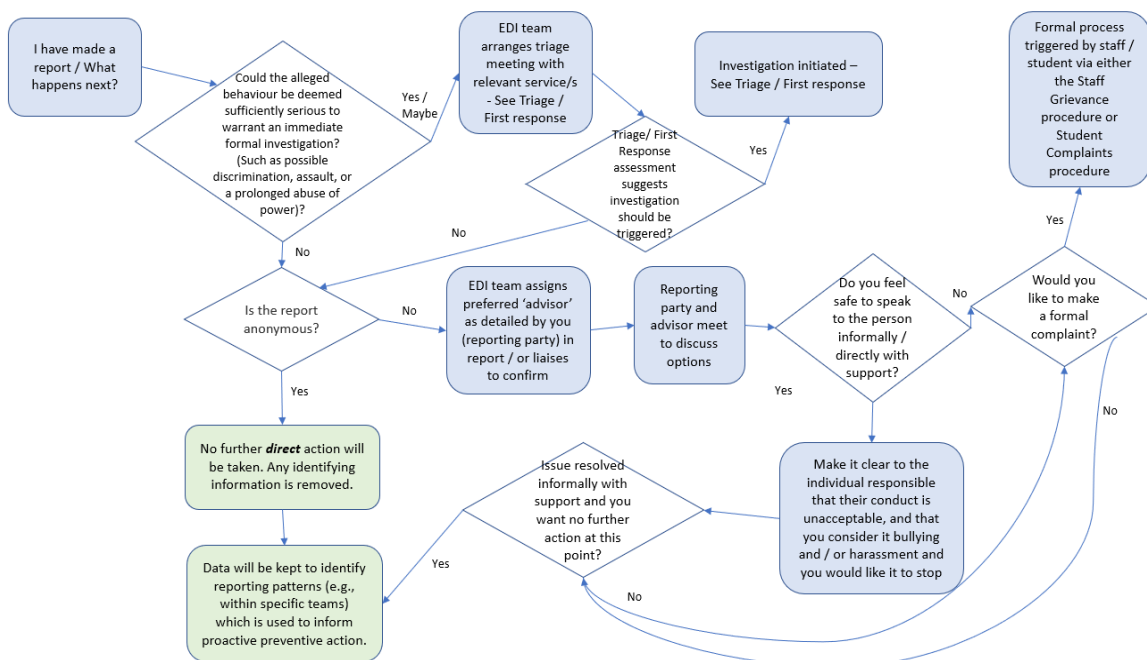 I have made a
report / What
happens next?
Could the alleged
behaviour be deemed
sufficiently serious to
warrant an immediate
formal investigation?
(Such as possible
discrimination, assault, or
a prolonged abuse of
power)?
Yes /
Maybe
EDI team
arranges triage
meeting with
relevant service/s
- See Triage /
First response
Triage/ First
Response
assessment
suggests
investigation
should be
triggered?
Yes
Investigation initiated –
See Triage / First response
Formal process
triggered by staff /
student via either
the Staff
Grievance
procedure or
Student
Complaints
procedure
Yes
No
No
Is the report
anonymous?
No
EDI team assigns
preferred ‘advisor’
as detailed by you
(reporting party) in
report / or liaises
to confirm
Reporting
party and
advisor meet
to discuss
options
Do you feel
safe to speak
to the person
informally /
directly with
support?
No
Would you
like to make
a formal
complaint?
No
Yes
Yes
No further direct action will
be taken. Any identifying
information is removed.
Data will be kept to identify
reporting patterns (e.g.,
within specific teams)
which is used to inform
proactive preventive action.
Yes
Issue resolved
informally with
support and you
want no further
action at this
point?
No
Make it clear to the
individual responsible
that their conduct is
unacceptable, and that
you consider it bullying
and / or harassment and
you would like it to stop